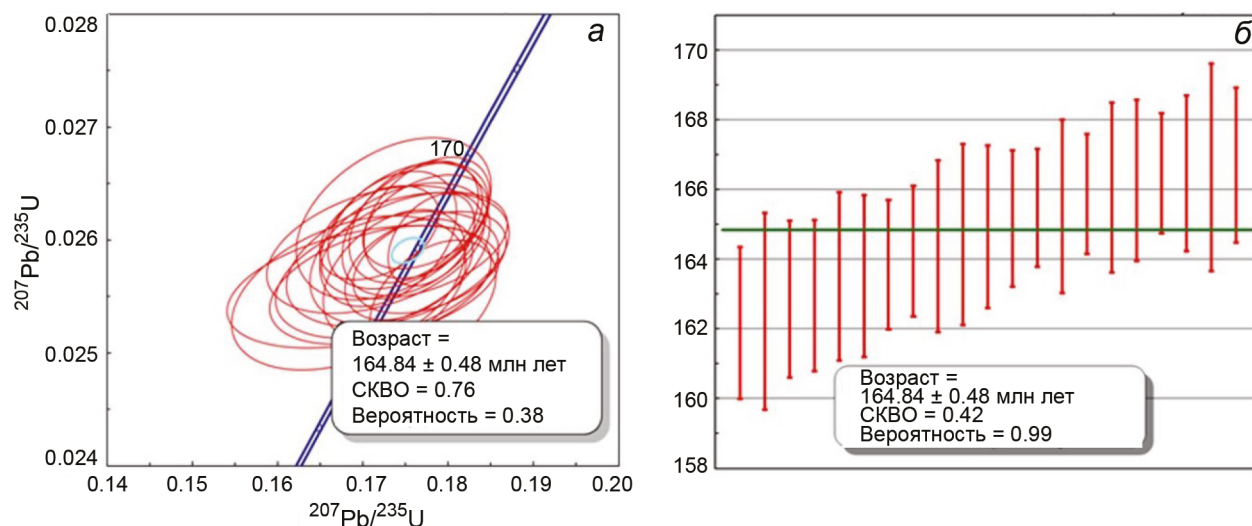 а
0.028
0.027
0.026
0.025
0.024
²⁰⁷Pb/²³⁵U
170
Возраст =
164.84 ± 0.48 млн лет
СКВО = 0.76
Вероятность = 0.38
0.14 0.15 0.16 0.17 0.18 0.19 0.20
²⁰⁷Pb/²³⁵U
б
170
168
166
164
162
160
158
Возраст =
164.84 ± 0.48 млн лет
СКВО = 0.42
Вероятность = 0.99